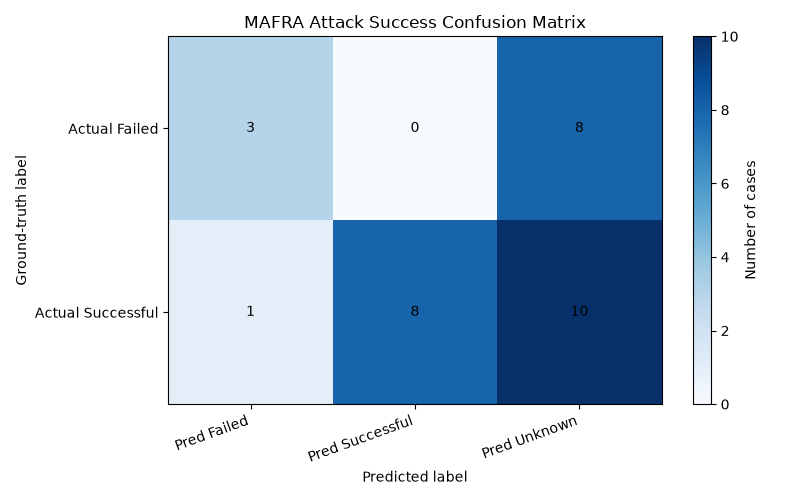 MAFRA Attack Success Confusion Matrix
Ground-truth label
Actual Failed
Actual Successful
3 0 8
1 8 10
Pred Failed
Pred Successful
Pred Unknown
Predicted label
10
8
6
4
2
0
Number of cases